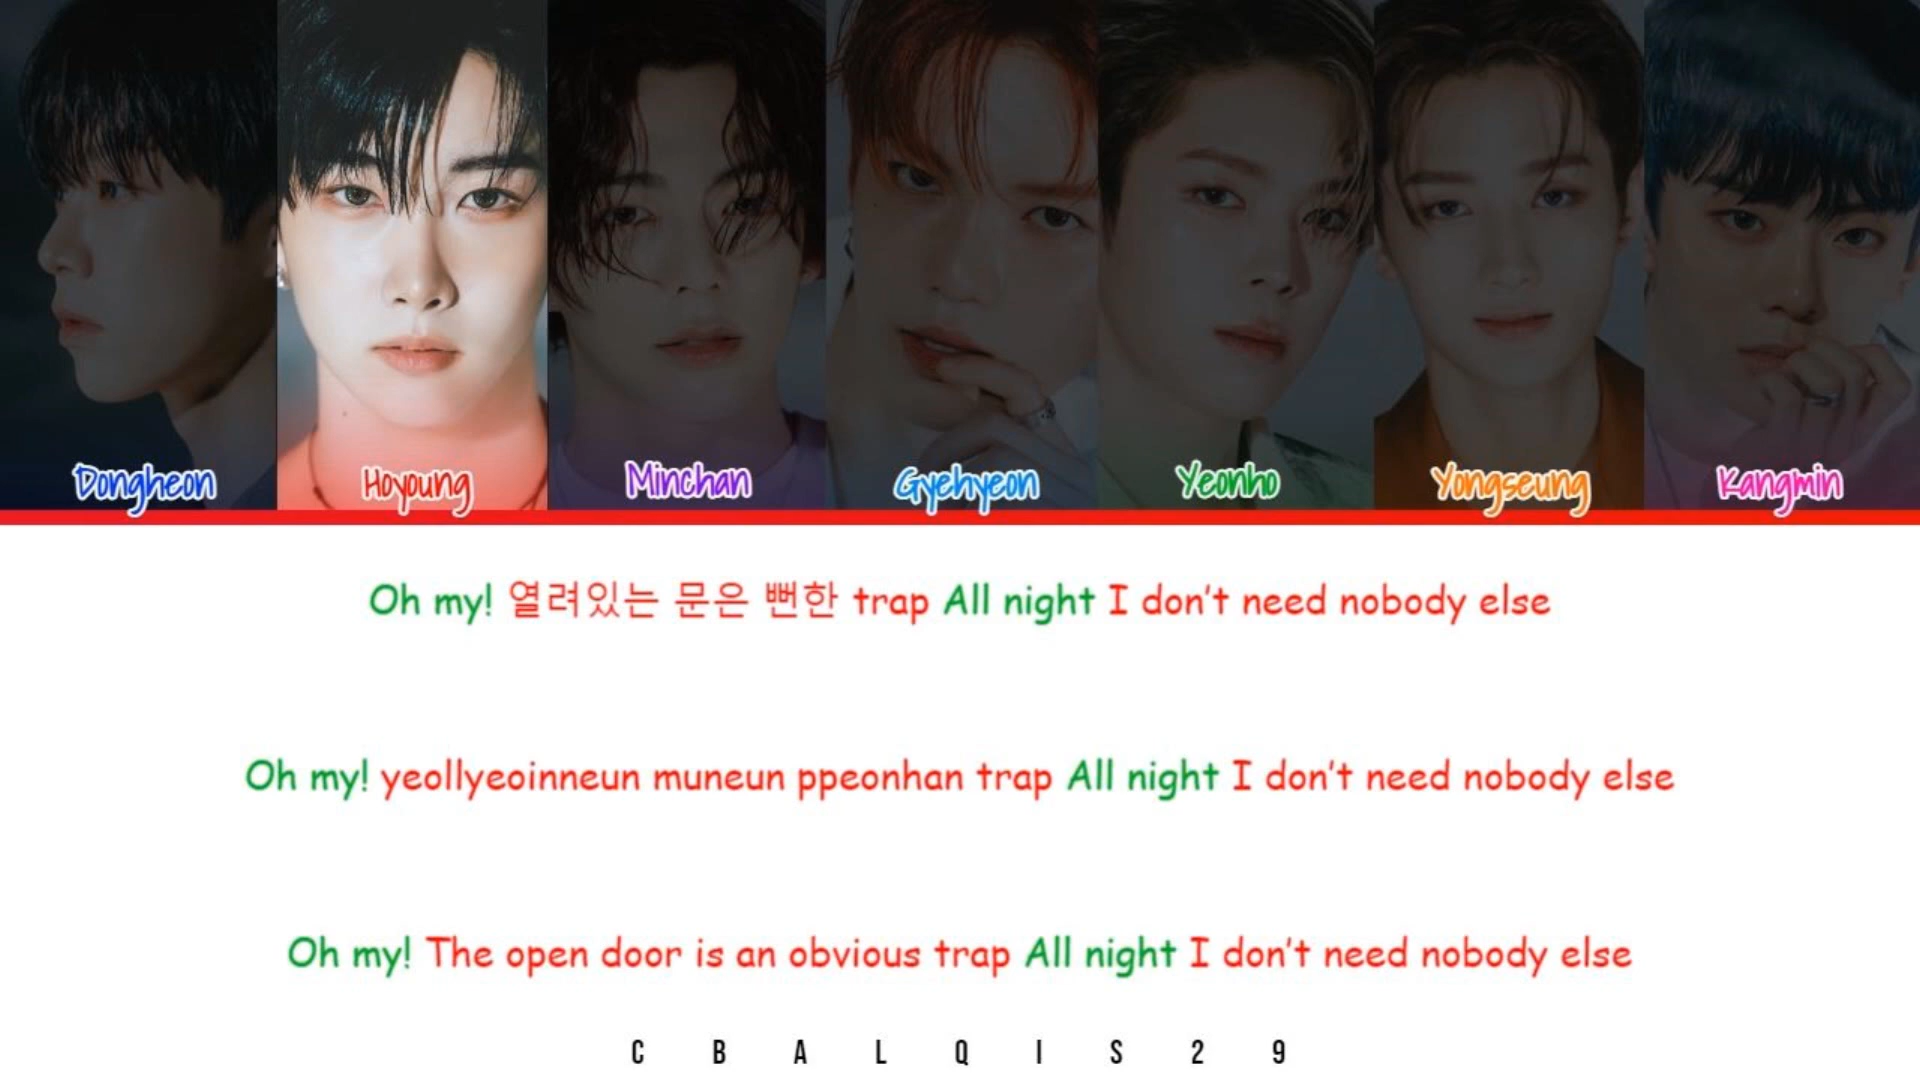 Dongheon Hoyoung Minchan Gyehyeon Yeonho Yongseung Kangmin
Oh my! 열려있는 문은 뻔한 trap All night I don't need nobody else
Oh my! yeollyeoinneun muneun ppeonhan trap All night I don't need nobody else
Oh my! The open door is an obvious trap All night I don't need nobody else
CBALQIS29